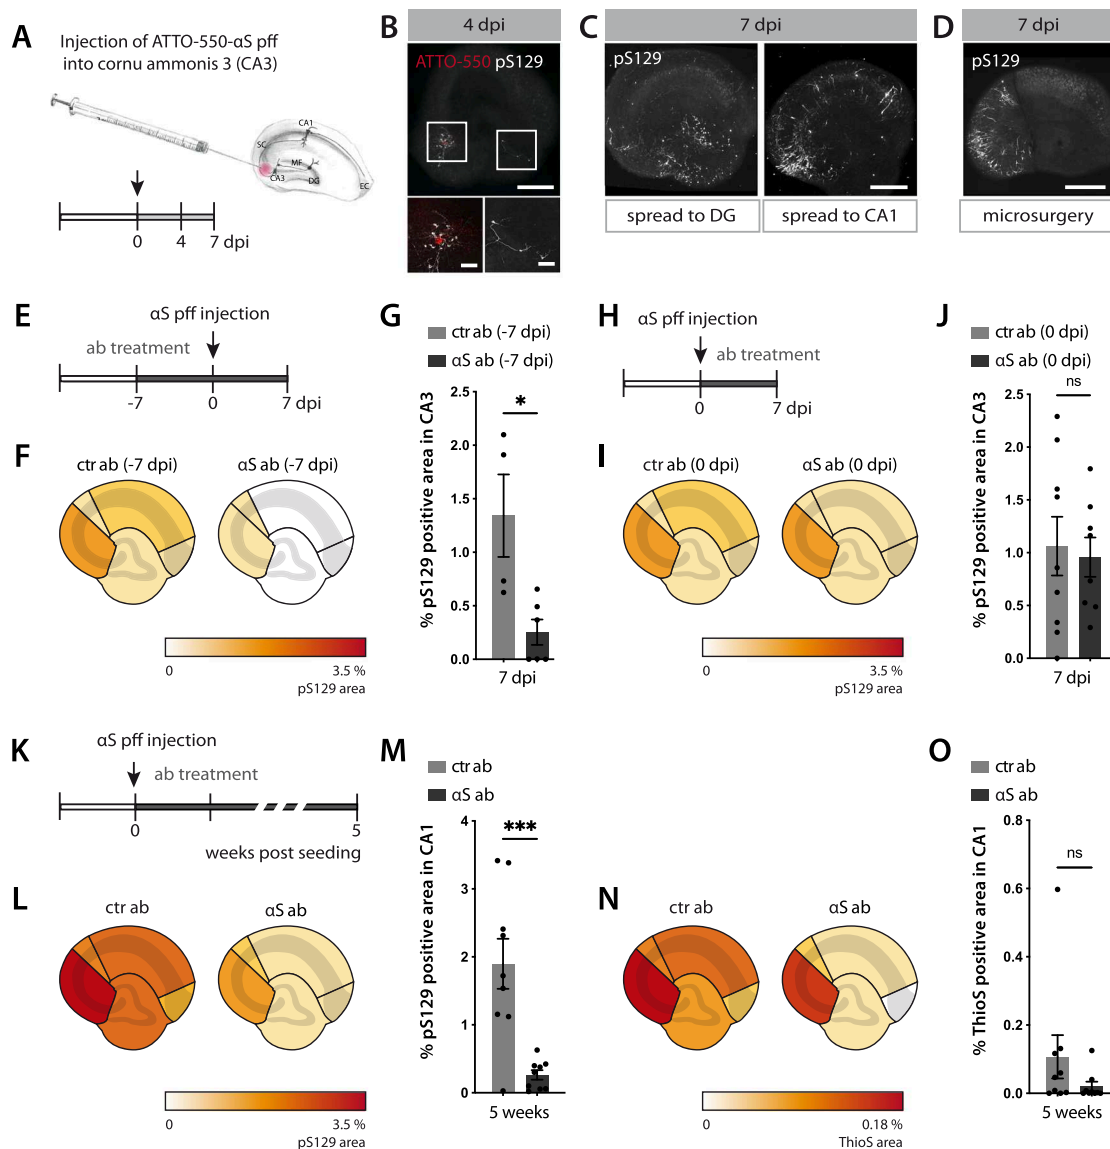 A
Injection of ATTO-550-αS pff
into cornu ammonis 3 (CA3)
CA1
SC
MF
CA3
DG
EC
0
4
7 dpi
B
4 dpi
ATTO-550 pS129
C
7 dpi
pS129
spread to DG
spread to CA1
D
7 dpi
pS129
microsurgery
E
αS pff injection
ab treatment
-7
0
7 dpi
F
ctr ab (-7 dpi)
αS ab (-7 dpi)
0
3.5 %
pS129 area
G
ctr ab (-7 dpi)
αS ab (-7 dpi)
% pS129 positive area in CA3
2.5
2.0
1.5
1.0
0.5
0.0
*
7 dpi
H
αS pff injection
ab treatment
0
7 dpi
I
ctr ab (0 dpi)
αS ab (0 dpi)
0
3.5 %
pS129 area
J
ctr ab (0 dpi)
αS ab (0 dpi)
% pS129 positive area in CA3
2.5
2.0
1.5
1.0
0.5
0.0
ns
7 dpi
K
αS pff injection
ab treatment
0
5
weeks post seeding
L
ctr ab
αS ab
0
3.5 %
pS129 area
M
ctr ab
αS ab
% pS129 positive area in CA1
4
3
2
1
0
***
5 weeks
N
ctr ab
αS ab
0
0.18 %
ThioS area
O
ctr ab
αS ab
% ThioS positive area in CA1
0.8
0.6
0.4
0.2
0.0
ns
5 weeks